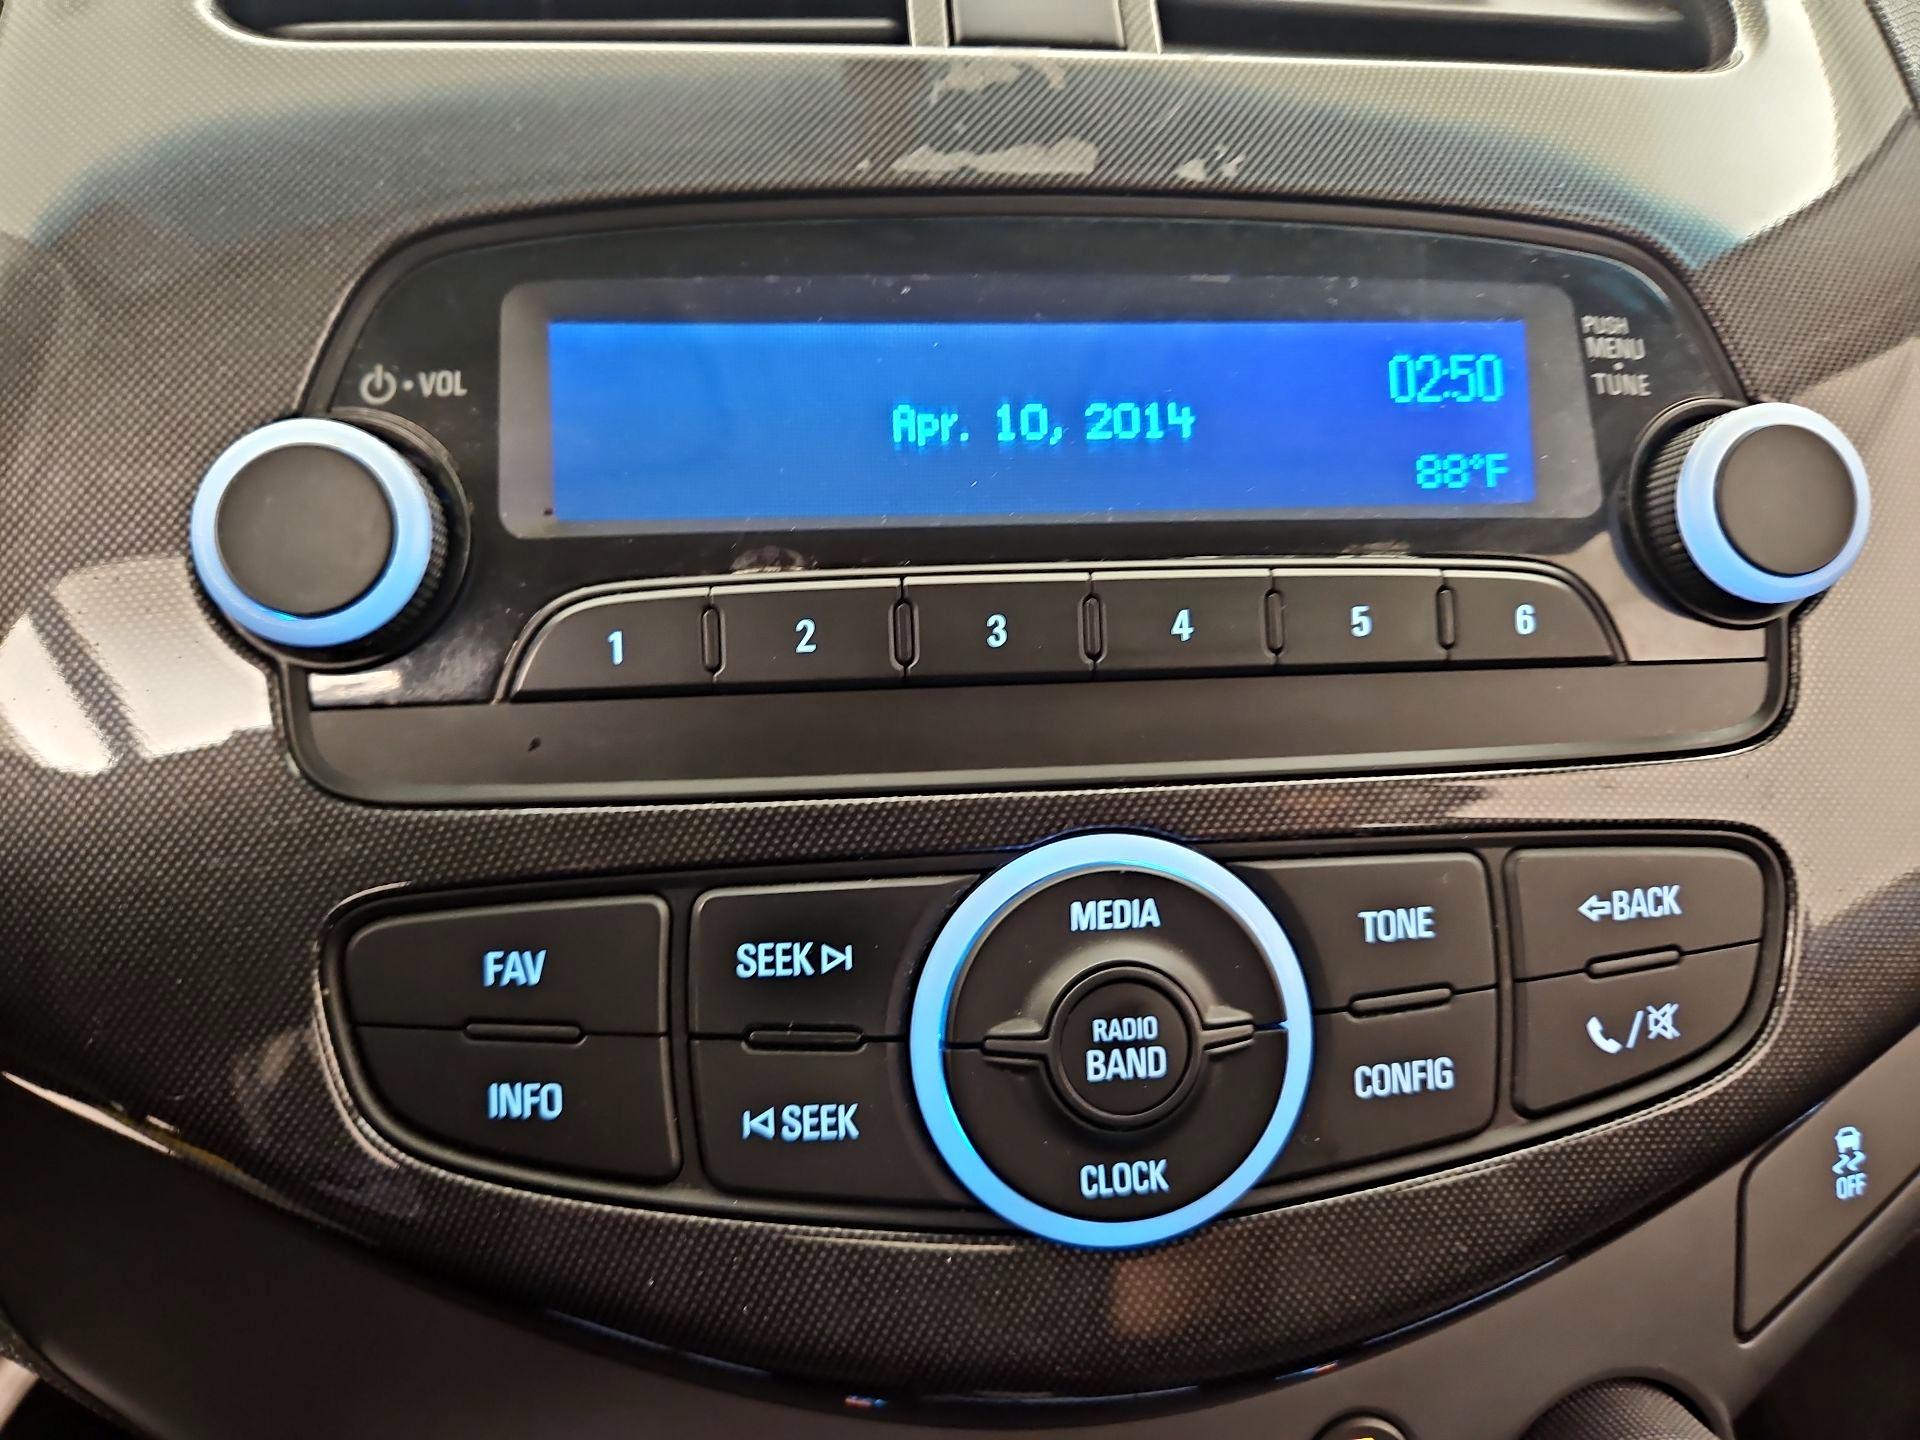 VOL
PUSH
MENU
TUNE
02:50
Apr. 10, 2014
88°F
1 2 3 4 5 6
FAV
SEEK
MEDIA
TONE
BACK
RADIO
BAND
INFO
SEEK
CLOCK
CONFIG
OFF